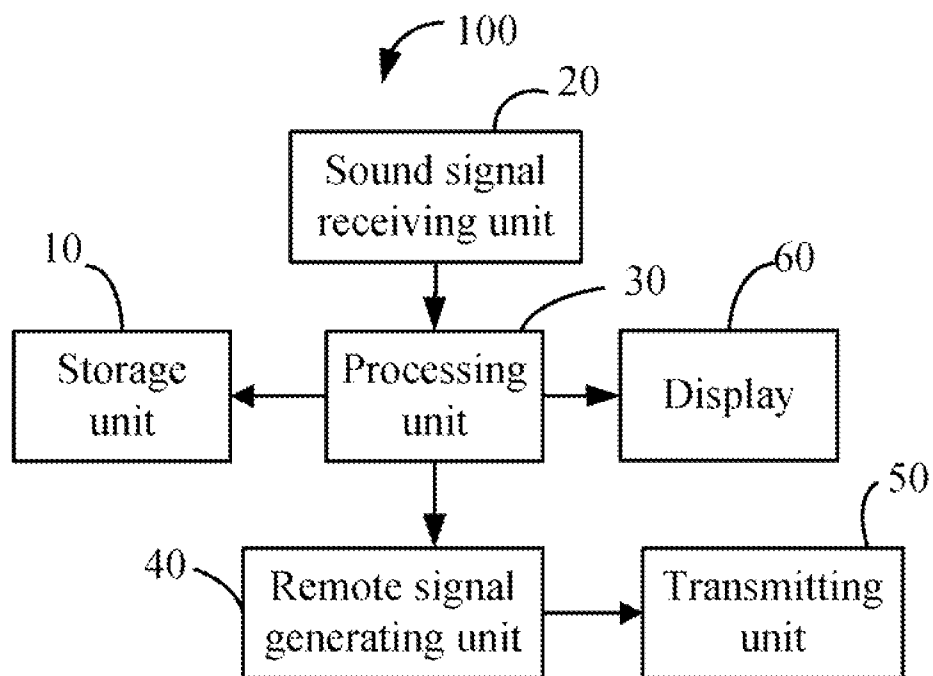 100
20
Sound signal
receiving unit
10
30
60
Storage
unit
Processing
unit
Display
50
40
Remote signal
generating unit
Transmitting
unit